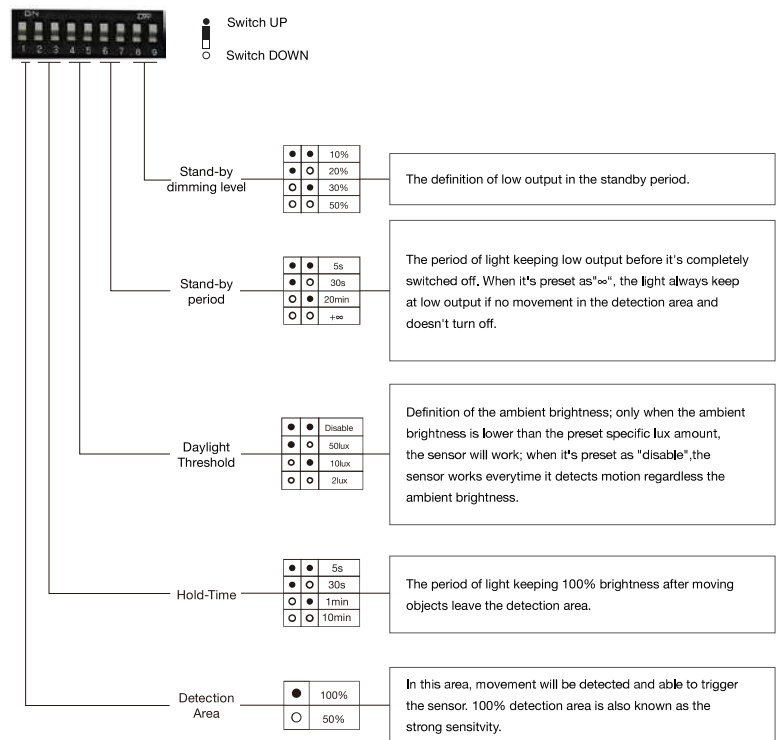 ON DIP
1 2 3 4 5 6 7 8 9
Switch UP
Switch DOWN
Stand-by
dimming level
10%
20%
30%
50%
The definition of low output in the standby period.
Stand-by
period
5s
30s
20min
+∞
The period of light keeping low output before it's completely
switched off. When it's preset as"∞“, the light always keep
at low output if no movement in the detection area and
doesn't turn off.
Daylight
Threshold
Disable
50lux
10lux
2lux
Definition of the ambient brightness; only when the ambient
brightness is lower than the preset specific lux amount,
the sensor will work; when it's preset as "disable",the
sensor works everytime it detects motion regardless the
ambient brightness.
Hold-Time
5s
30s
1min
10min
The period of light keeping 100% brightness after moving
objects leave the detection area.
Detection
Area
100%
50%
In this area, movement will be detected and able to trigger
the sensor. 100% detection area is also known as the
strong sensitvity.